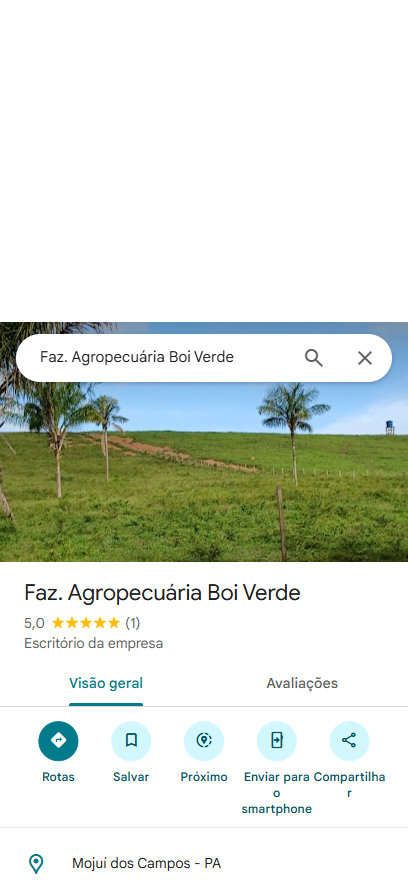 Faz. Agropecuária Boi Verde
Faz. Agropecuária Boi Verde
5,0 (1)
Escritório da empresa
Visão geral
Avaliações
Rotas
Salvar
Próximo
Enviar para
o
smartphone
Compartilha
r
Mojuí dos Campos - PA